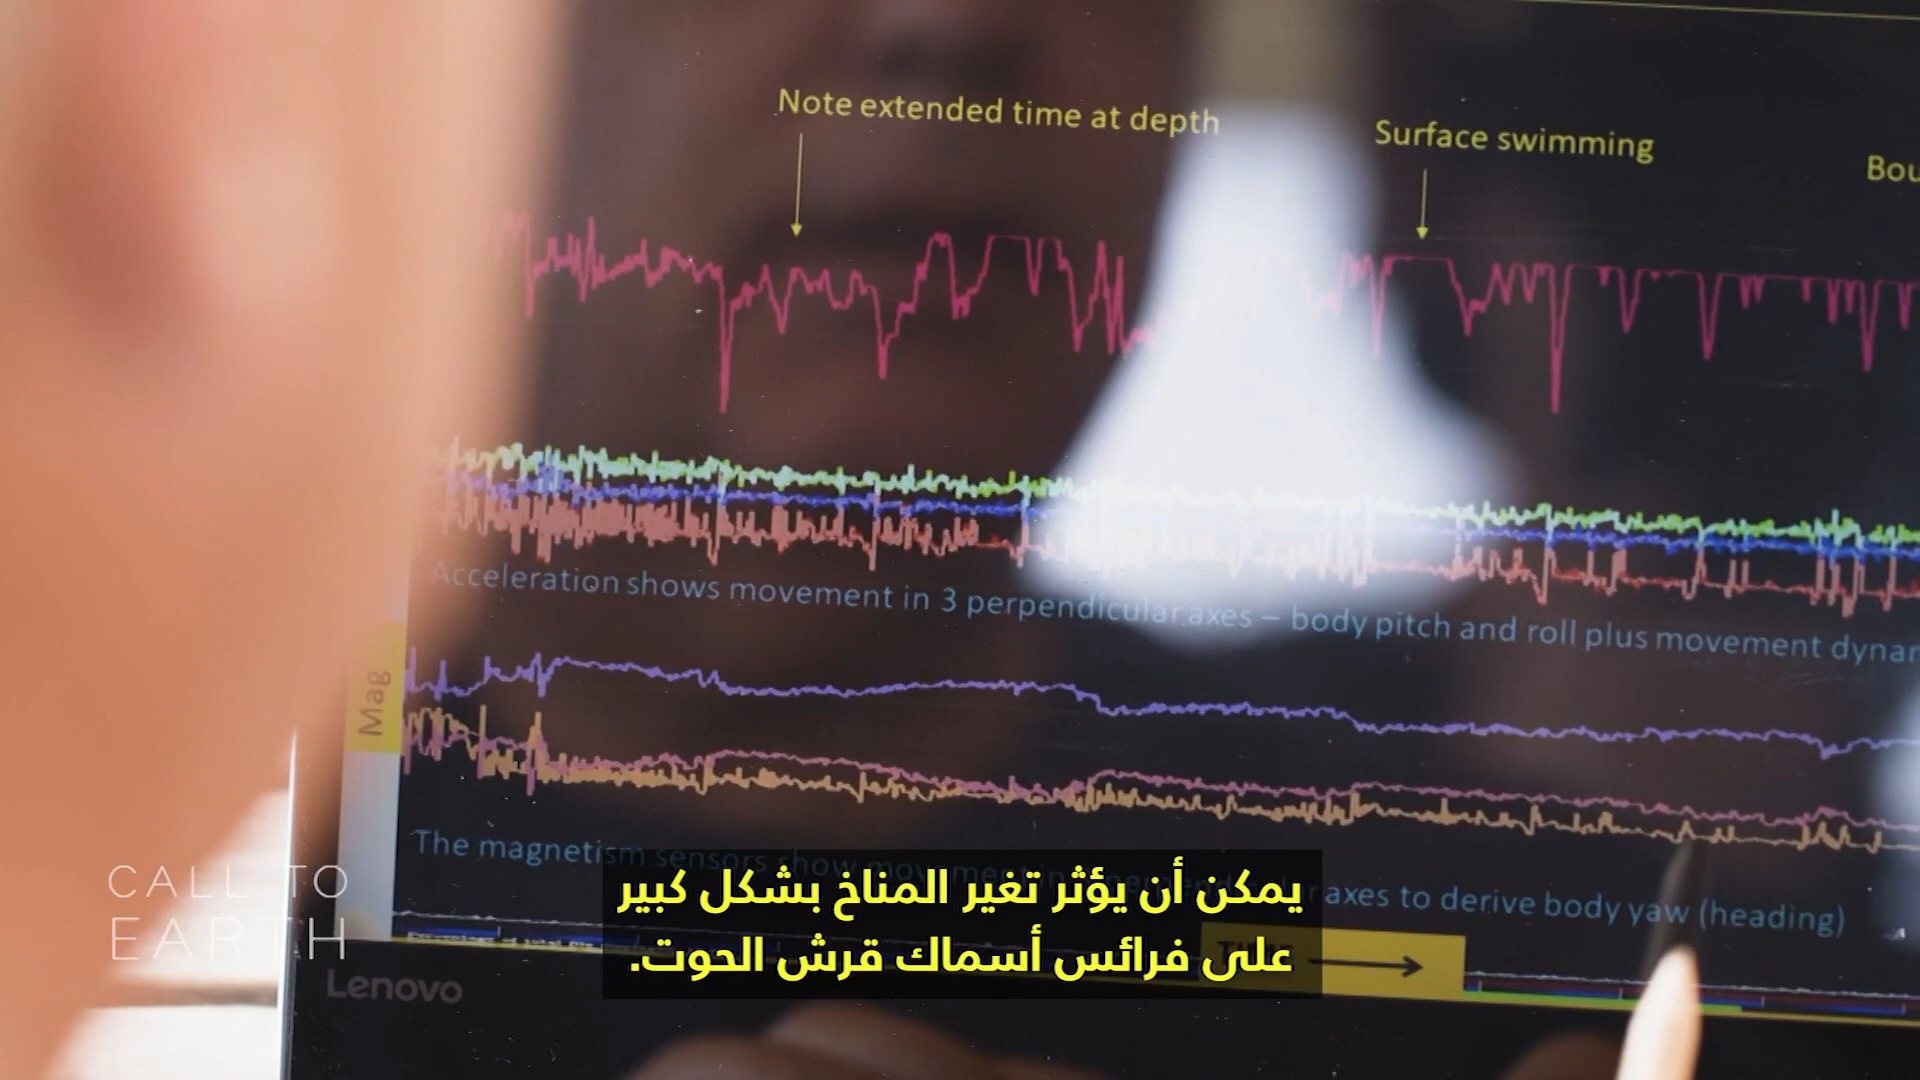 Note extended time at depth
Surface swimming
Bou
Acceleration shows movement in 3 perpendicular axes – body pitch and roll plus movement dynam
Mag
The magnetism sensors show movement in axes to derive body yaw (heading)
يمكن أن يؤثر تغير المناخ بشكل كبير
على فرائس أسماك قرش الحوت.
CALL TO
EARTH
Lenovo